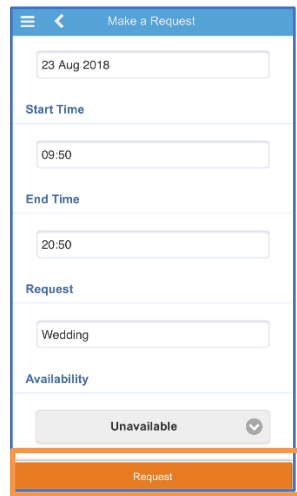 Make a Request
23 Aug 2018
Start Time
09:50
End Time
20:50
Request
Wedding
Availability
Unavailable
Request